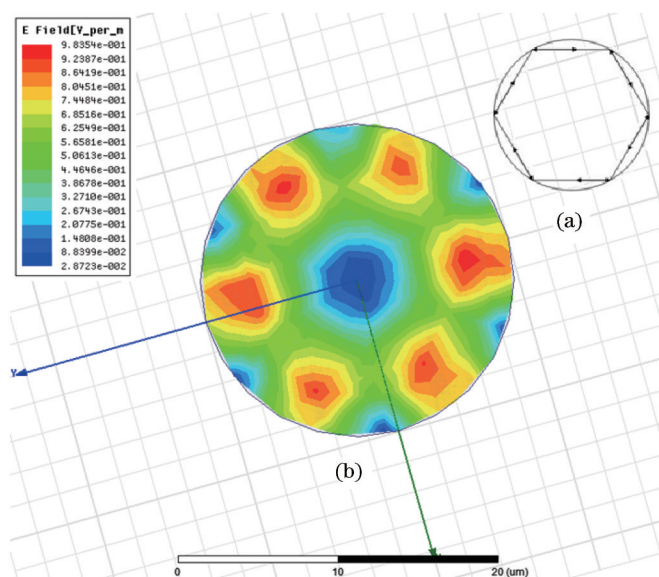 E Field[V_per_m
9.8354e-001
9.2387e-001
8.6419e-001
8.0451e-001
7.4484e-001
6.8516e-001
6.2549e-001
5.6581e-001
5.0613e-001
4.4646e-001
3.8678e-001
3.2710e-001
2.6743e-001
2.0775e-001
1.4808e-001
8.8399e-002
2.8723e-002
(a)
Y
(b)
0
10
20 (um)